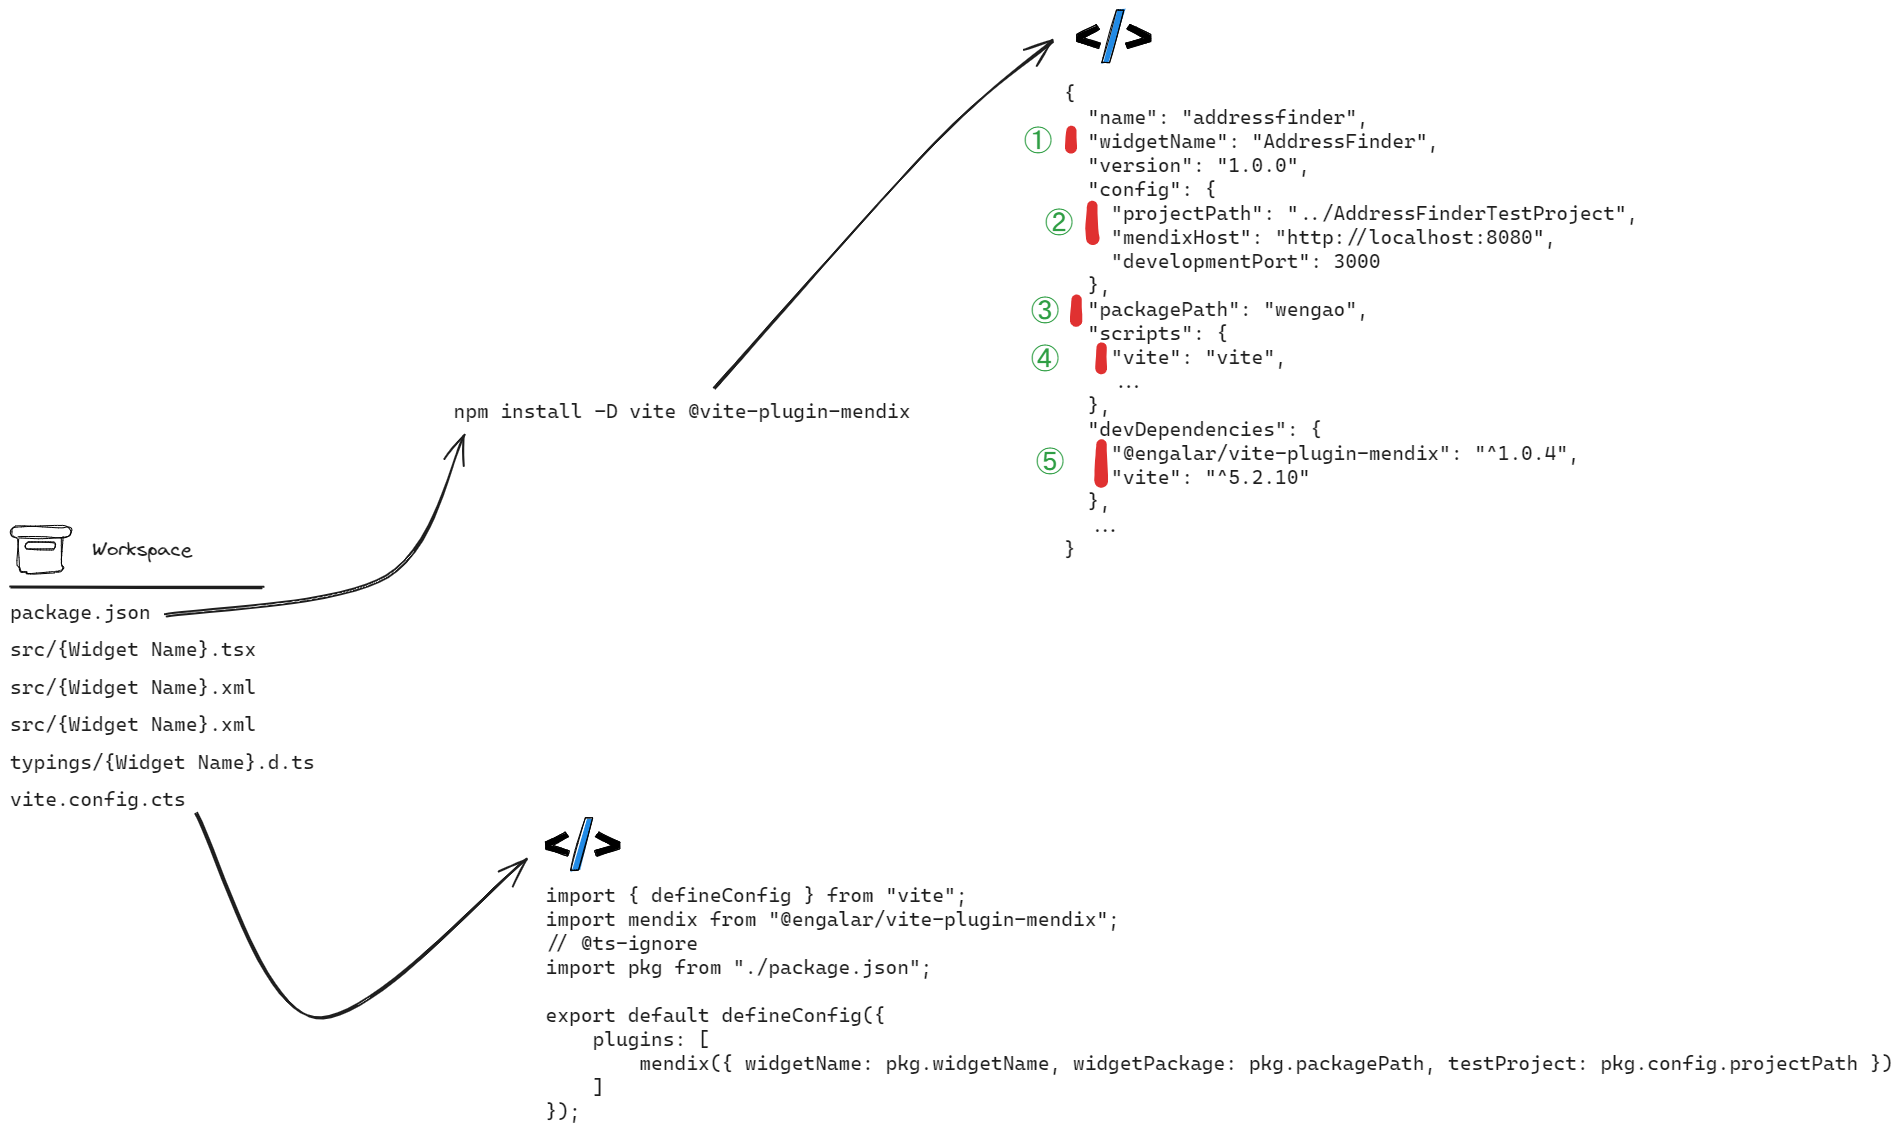 Workspace
package.json
src/{Widget Name}.tsx
src/{Widget Name}.xml
src/{Widget Name}.xml
typings/{Widget Name}.d.ts
vite.config.cts
npm install -D vite @vite-plugin-mendix
</>
{
  "name": "addressfinder",
① "widgetName": "AddressFinder",
  "version": "1.0.0",
  "config": {
② "projectPath": "../AddressFinderTestProject",
    "mendixHost": "http://localhost:8080",
    "developmentPort": 3000
  },
③ "packagePath": "wengao",
  "scripts": {
④ "vite": "vite",
    ...
  },
  "devDependencies": {
⑤ "@engalar/vite-plugin-mendix": "^1.0.4",
    "vite": "^5.2.10"
  },
  ...
}
</>
import { defineConfig } from "vite";
import mendix from "@engalar/vite-plugin-mendix";
// @ts-ignore
import pkg from "./package.json";
export default defineConfig({
    plugins: [
        mendix({ widgetName: pkg.widgetName, widgetPackage: pkg.packagePath, testProject: pkg.config.projectPath })
    ]
});